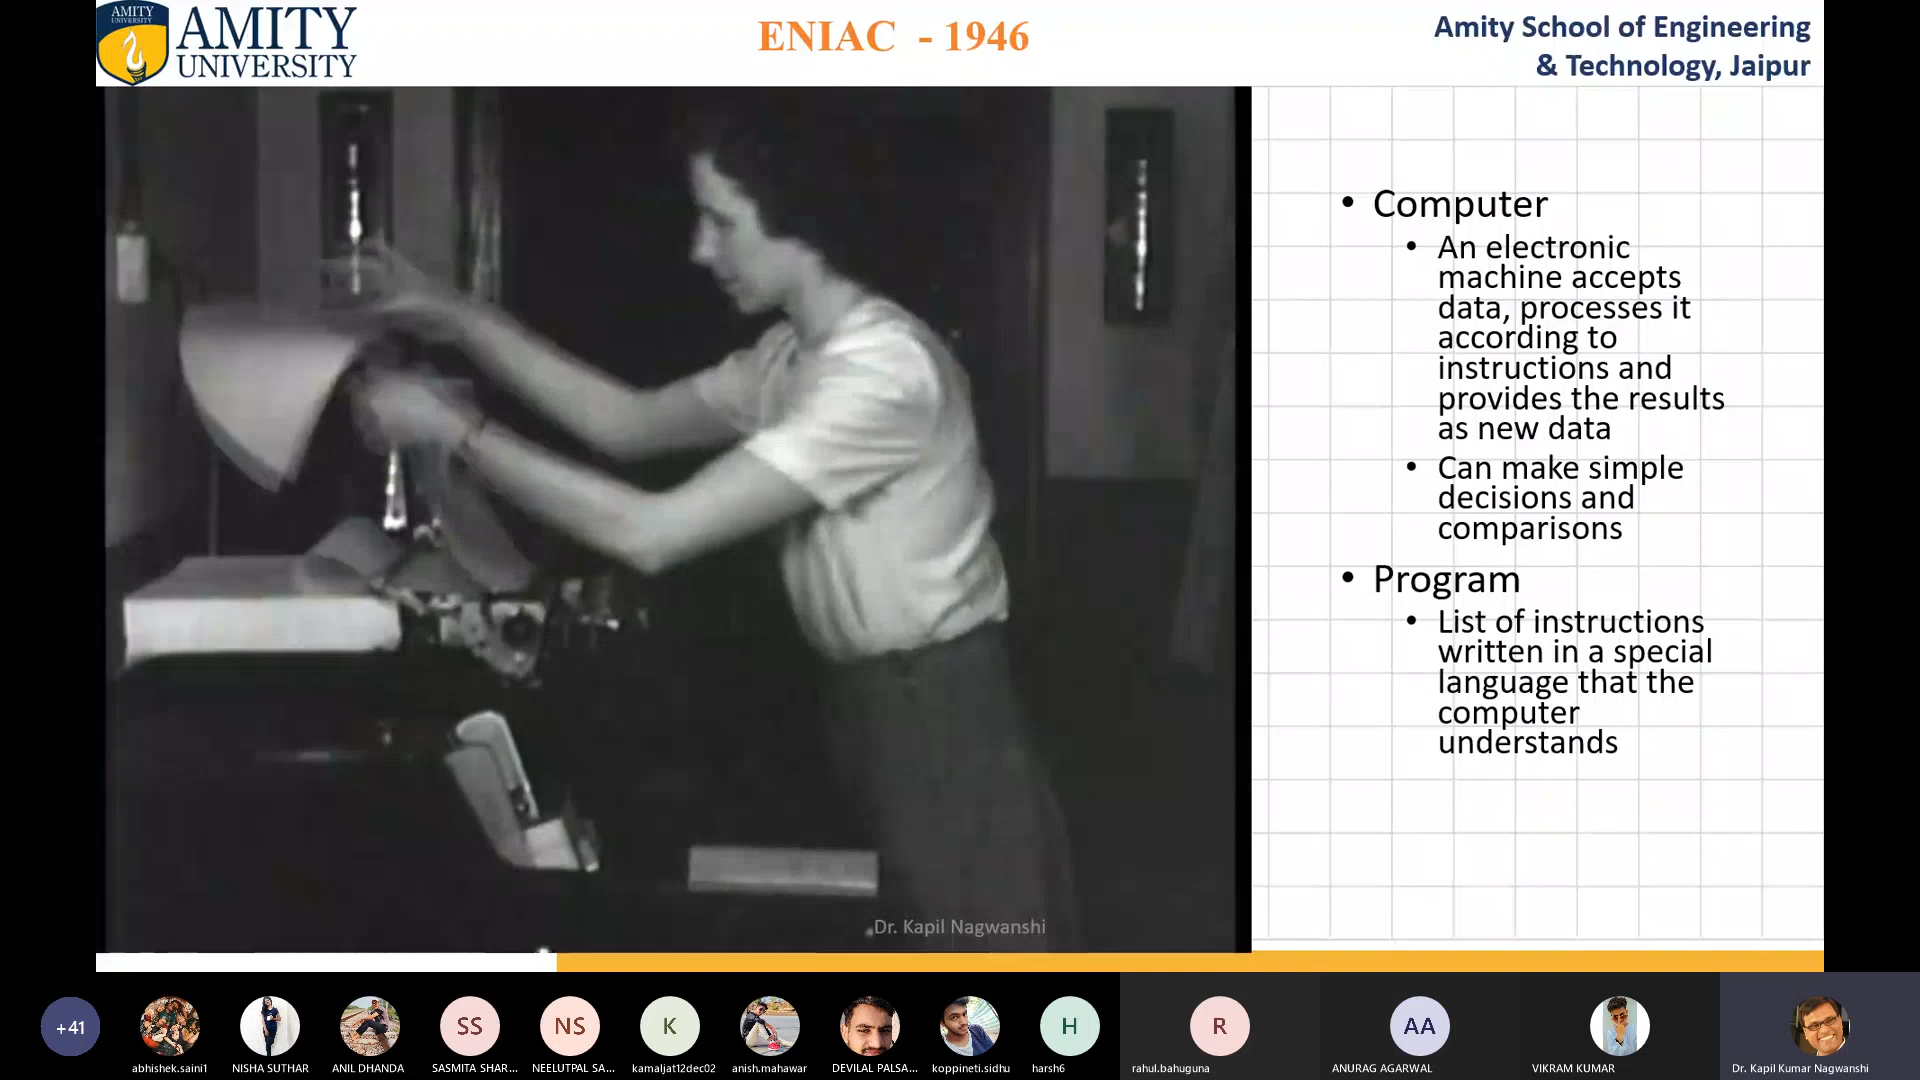 AMITY
UNIVERSITY
AMITY
UNIVERSITY
ENIAC - 1946
Amity School of Engineering
& Technology, Jaipur
• Computer
• An electronic
machine accepts
data, processes it
according to
instructions and
provides the results
as new data
• Can make simple
decisions and
comparisons
• Program
• List of instructions
written in a special
language that the
computer
understands
Dr. Kapil Nagwanshi
+41
SS
NS
K
H
R
AA
abhishek.saini1
NISHA SUTHAR
ANIL DHANDA
SASMITA SHAR...
NEELUTPAL SA...
kamaljat12dec02
anish.mahawar
DEVILAL PALSA...
koppineti.sidhu
harsh6
rahul.bahuguna
ANURAG AGARWAL
VIKRAM KUMAR
Dr. Kapil Kumar Nagwanshi